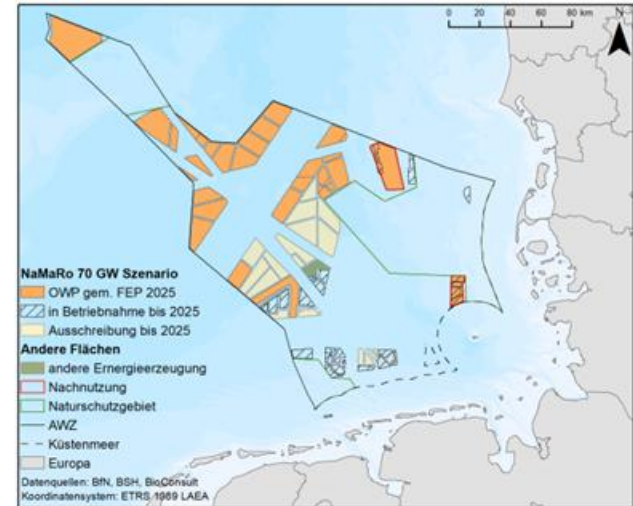 0 20 40 60 80 km
N
NaMaRo 70 GW Szenario
OWP gem. FEP 2025
in Betriebnahme bis 2025
Ausschreibung bis 2025
Andere Flächen
andere Ernergieerzeugung
Nachnutzung
Naturschutzgebiet
AWZ
Küstenmeer
Europa
Datenquellen: BfN, BSH, BioConsult
Koordinatensystem: ETRS 1989 LAEA